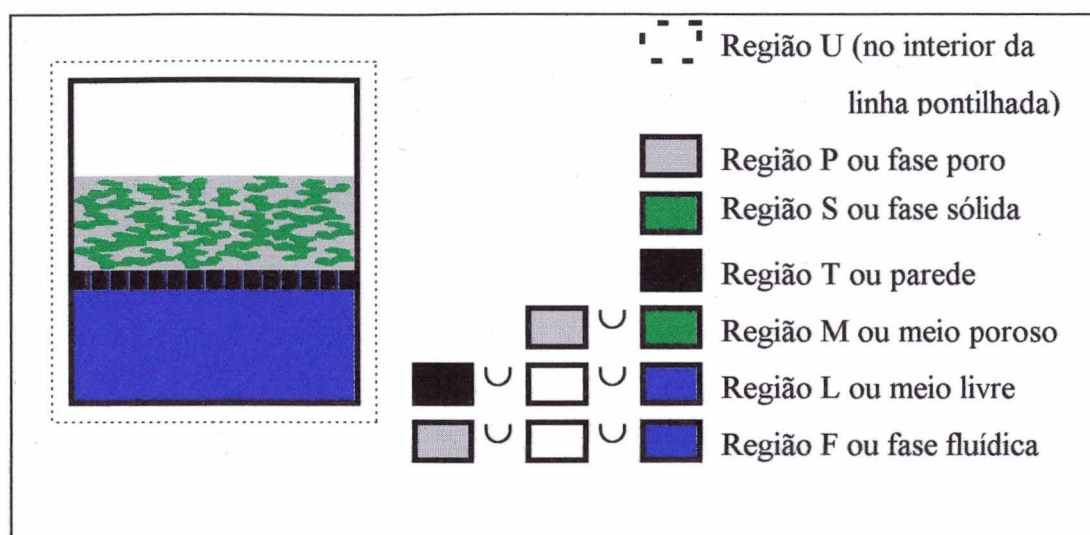 Região U (no interior da
linha pontilhada)
Região P ou fase poro
Região S ou fase sólida
Região T ou parede
∪ Região M ou meio poroso
∪ ∪ Região L ou meio livre
∪ ∪ Região F ou fase fluídica